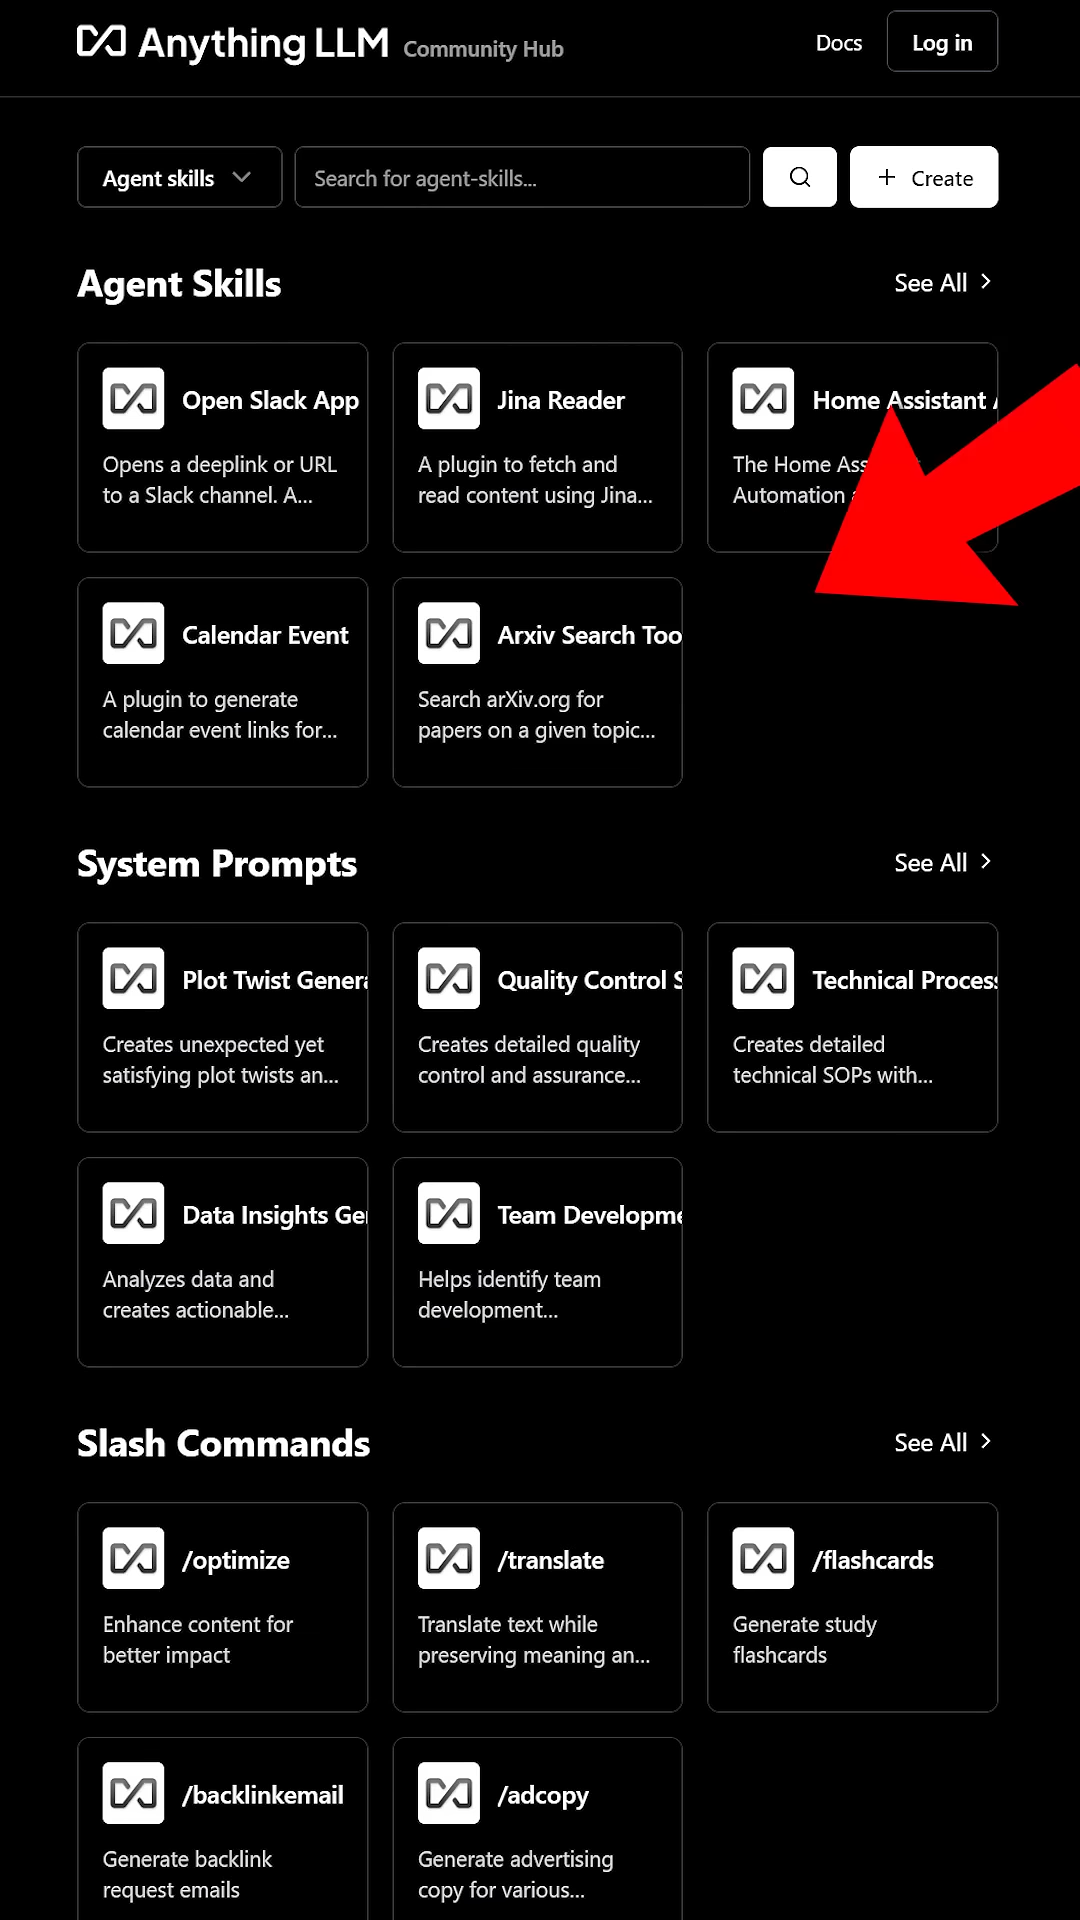 Anything LLM Community Hub
Docs
Log in
Agent skills
Search for agent-skills...
Create
Agent Skills
See All
Open Slack App
Opens a deeplink or URL
to a Slack channel. A...
Jina Reader
A plugin to fetch and
read content using Jina...
Home Assistant
The Home
Automation
Calendar Event
A plugin to generate
calendar event links for...
Arxiv Search Too
Search arXiv.org for
papers on a given topic...
System Prompts
See All
Plot Twist Genera
Creates unexpected yet
satisfying plot twists an...
Quality Control S
Creates detailed quality
control and assurance...
Technical Process
Creates detailed
technical SOPs with...
Data Insights Ge
Analyzes data and
creates actionable...
Team Developme
Helps identify team
development...
Slash Commands
See All
/optimize
Enhance content for
better impact
/translate
Translate text while
preserving meaning an...
/flashcards
Generate study
flashcards
/backlinkemail
Generate backlink
request emails
/adcopy
Generate advertising
copy for various...